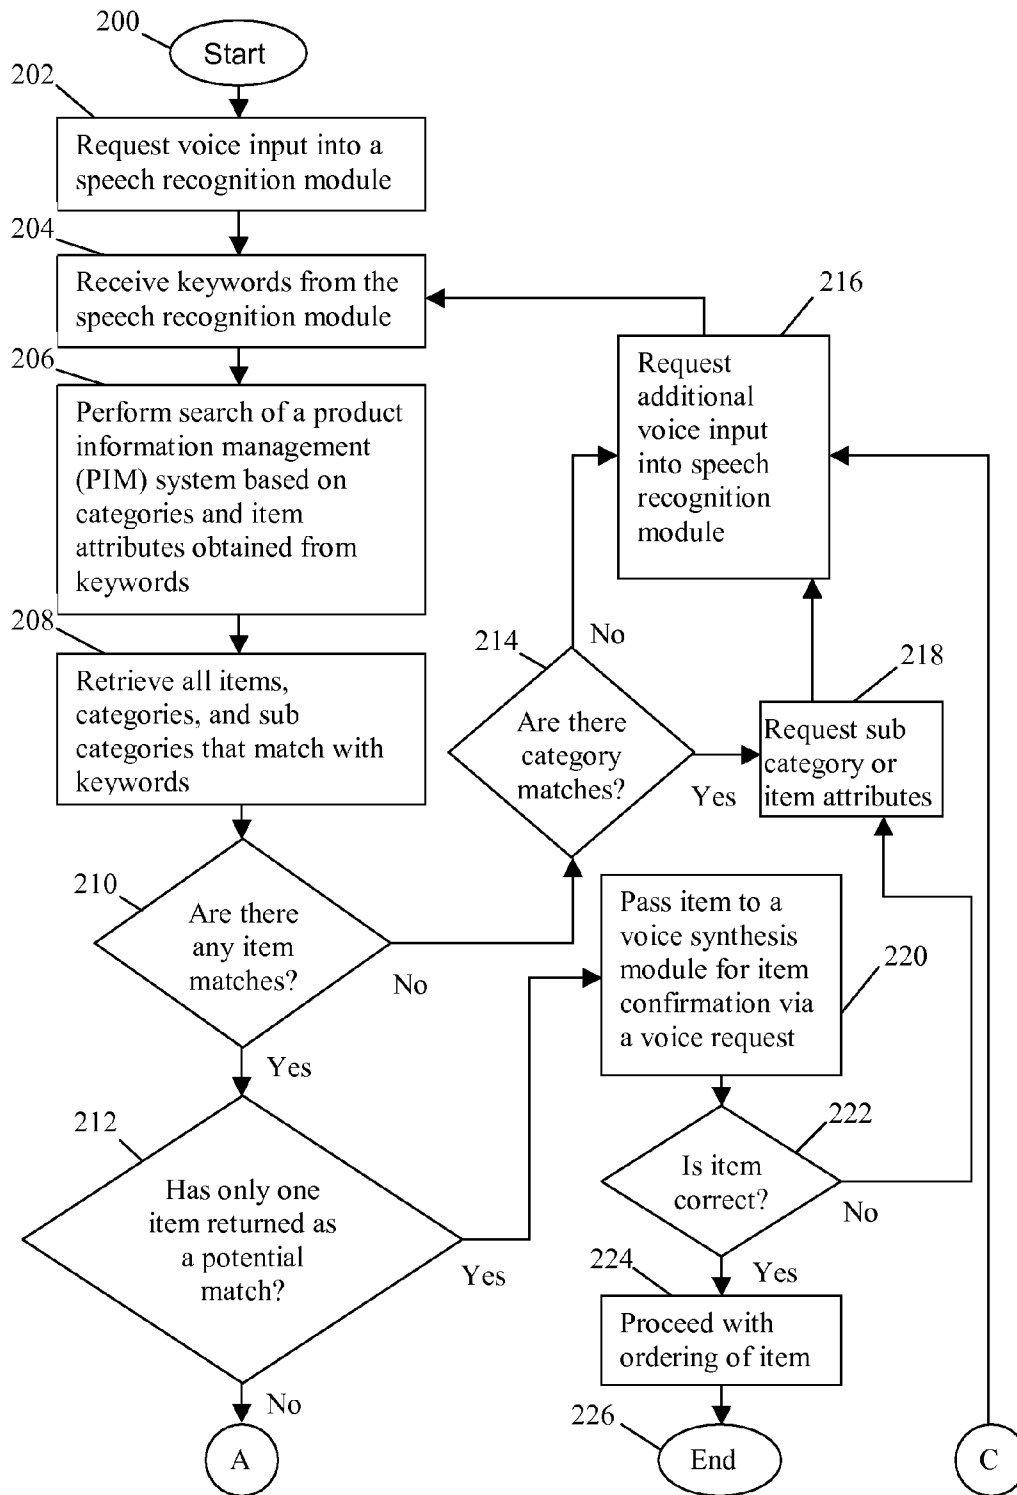 200
Start
202
Request voice input into a
speech recognition module
204
Receive keywords from the
speech recognition module
206
Perform search of a product
information management
(PIM) system based on
categories and item
attributes obtained from
keywords
208
Retrieve all items,
categories, and sub
categories that match with
keywords
210
Are there
any item
matches?
No
Yes
212
Has only one
item returned as
a potential
match?
Yes
No
A
216
Request
additional
voice input
into speech
recognition
module
214
No
Are there
category
matches?
Yes
218
Request sub
category or
item attributes
Pass item to a
voice synthesis
module for item
confirmation via
a voice request
220
222
Is item
correct?
No
Yes
224
Proceed with
ordering of item
226
End
C